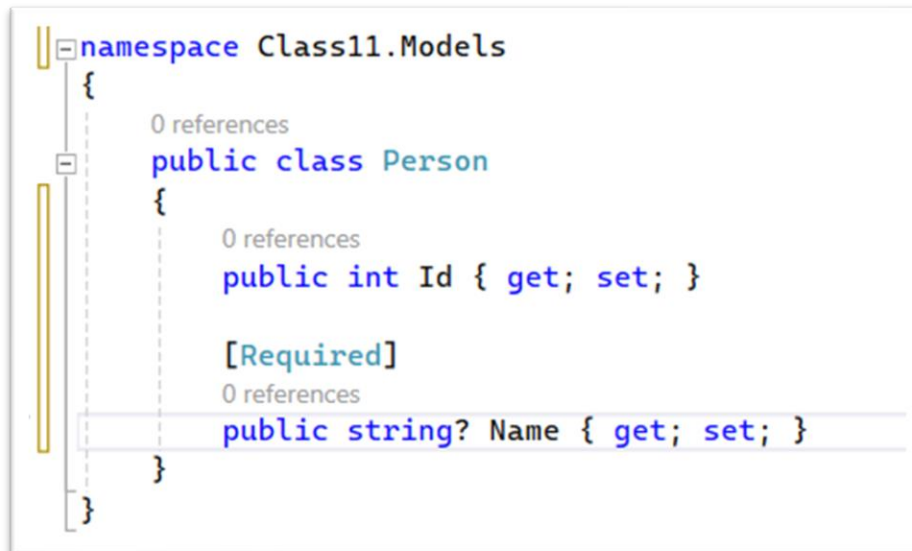 namespace Class11.Models
{
0 references
public class Person
{
0 references
public int Id { get; set; }
[Required]
0 references
public string? Name { get; set; }
}
}